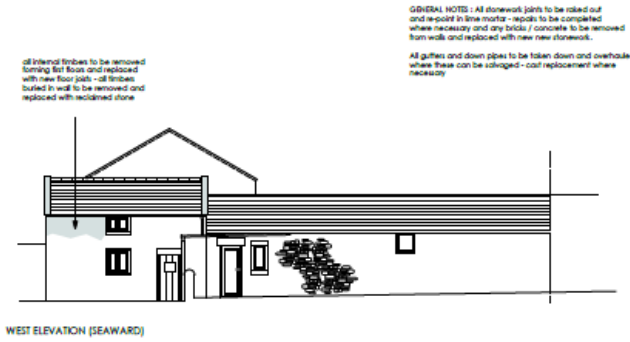 GENERAL NOTES : All stonework joints to be raked out
and re-point in lime mortar - repairs to be completed
where necessary and any bricks / concrete to be removed
from walls and replaced with new new stonework.
All gutters and down pipes to be taken down and overhaule
where these can be salvaged - cast replacement where
necessary
all internal timbers to be removed
forming first floors and replaced
with new floor joists - all timbers
buried in wall to be removed and
replaced with reclaimed stone
WEST ELEVATION (SEAWARD)